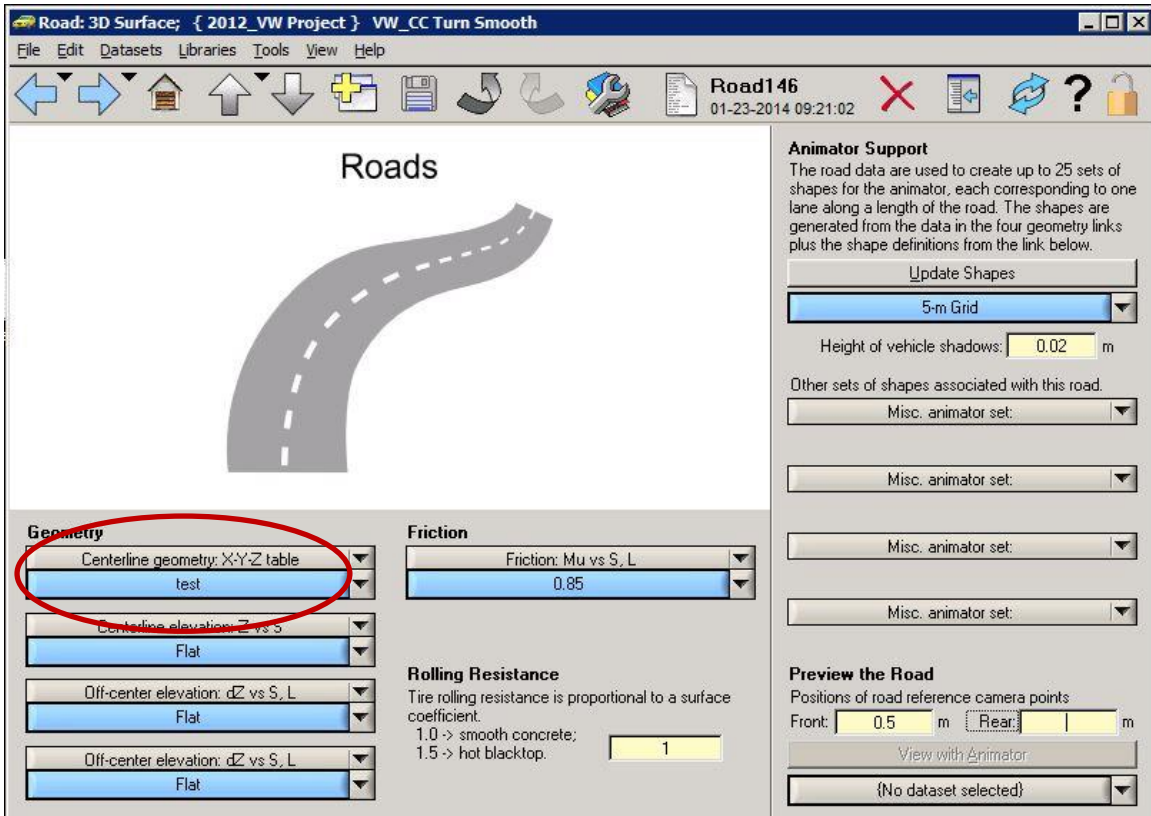 Road: 3D Surface; { 2012_VW Project } VW_CC Turn Smooth
File Edit Datasets Libraries Tools View Help
Road146
01-23-2014 09:21:02
Roads
Geometry
Centerline geometry: X-Y-Z table
test
Centerline elevation: Z vs S
Flat
Off-center elevation: dZ vs S, L
Flat
Off-center elevation: dZ vs S, L
Flat
Friction
Friction: Mu vs S, L
0.85
Rolling Resistance
Tire rolling resistance is proportional to a surface
coefficient.
1.0 -> smooth concrete;
1.5 -> hot blacktop.
1
Animator Support
The road data are used to create up to 25 sets of
shapes for the animator, each corresponding to one
lane along a length of the road. The shapes are
generated from the data in the four geometry links
plus the shape definitions from the link below.
Update Shapes
5-m Grid
Height of vehicle shadows: 0.02 m
Other sets of shapes associated with this road.
Misc. animator set:
Misc. animator set:
Misc. animator set:
Misc. animator set:
Preview the Road
Positions of road reference camera points
Front: 0.5 m Rear: m
View with Animator
{No dataset selected}